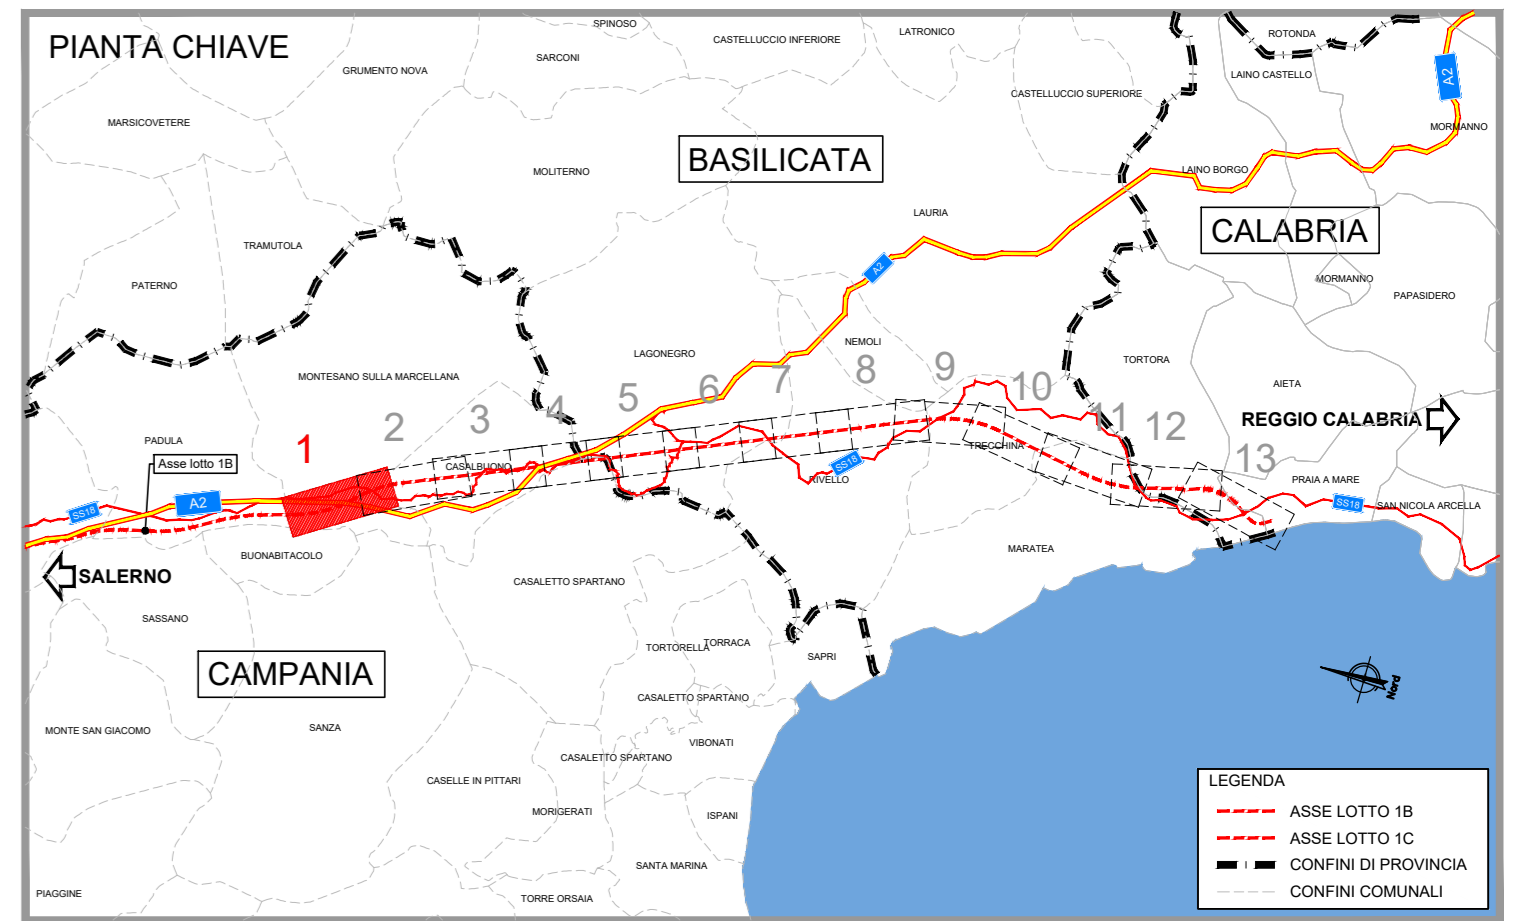 PIANTA CHIAVE
SPINOSO
ROTONDA
LATRONICO
CASTELLUCCIO INFERIORE
SARCONI
GRUMENTO NOVA
LAINO CASTELLO
A2
CASTELLUCCIO SUPERIORE
MARSICOVETERE
MORMANNO
BASILICATA
MOLITERNO
LAINO BORGO
LAURIA
CALABRIA
TRAMUTOLA
A2
MORMANNO
PATERNO
PAPASIDERO
NEMOLI
LAGONEGRO
TORTORA
MONTESANO SULLA MARCELLANA
AIETA
1
2
3
4
5
6
7
8
9
10
11
12
13
REGGIO CALABRIA
PADULA
Asse lotto 1B
CASALBUONO
TRECCHINA
SS18
RIVELLO
PRAIA A MARE
SS18
SAN NICOLA ARCELLA
A2
SS18
BUONABITACOLO
MARATEA
SALERNO
CASALETTO SPARTANO
SASSANO
TORRACA
TORTORELLA
SAPRI
CAMPANIA
Nord
CASALETTO SPARTANO
MONTE SAN GIACOMO
SANZA
VIBONATI
CASALETTO SPARTANO
CASELLE IN PITTARI
MORIGERATI
ISPANI
SANTA MARINA
PIAGGINE
TORRE ORSAIA
LEGENDA
ASSE LOTTO 1B
ASSE LOTTO 1C
CONFINI DI PROVINCIA
CONFINI COMUNALI